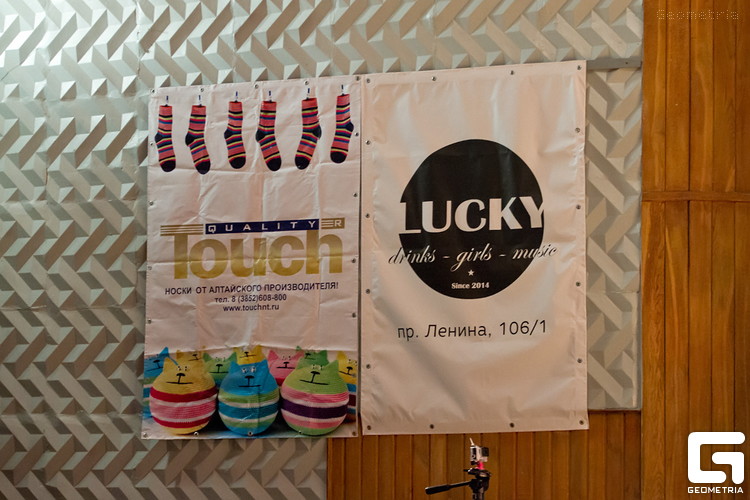 Geometria
QUALITY
Touch
НОСКИ ОТ АЛТАЙСКОГО ПРОИЗВОДИТЕЛЯ!
тел. 8 (3852)608-800
www.touchnt.ru
LUCKY
drinks - girls - music
Since 2014
пр. Ленина, 106/1
GEOMETRIA